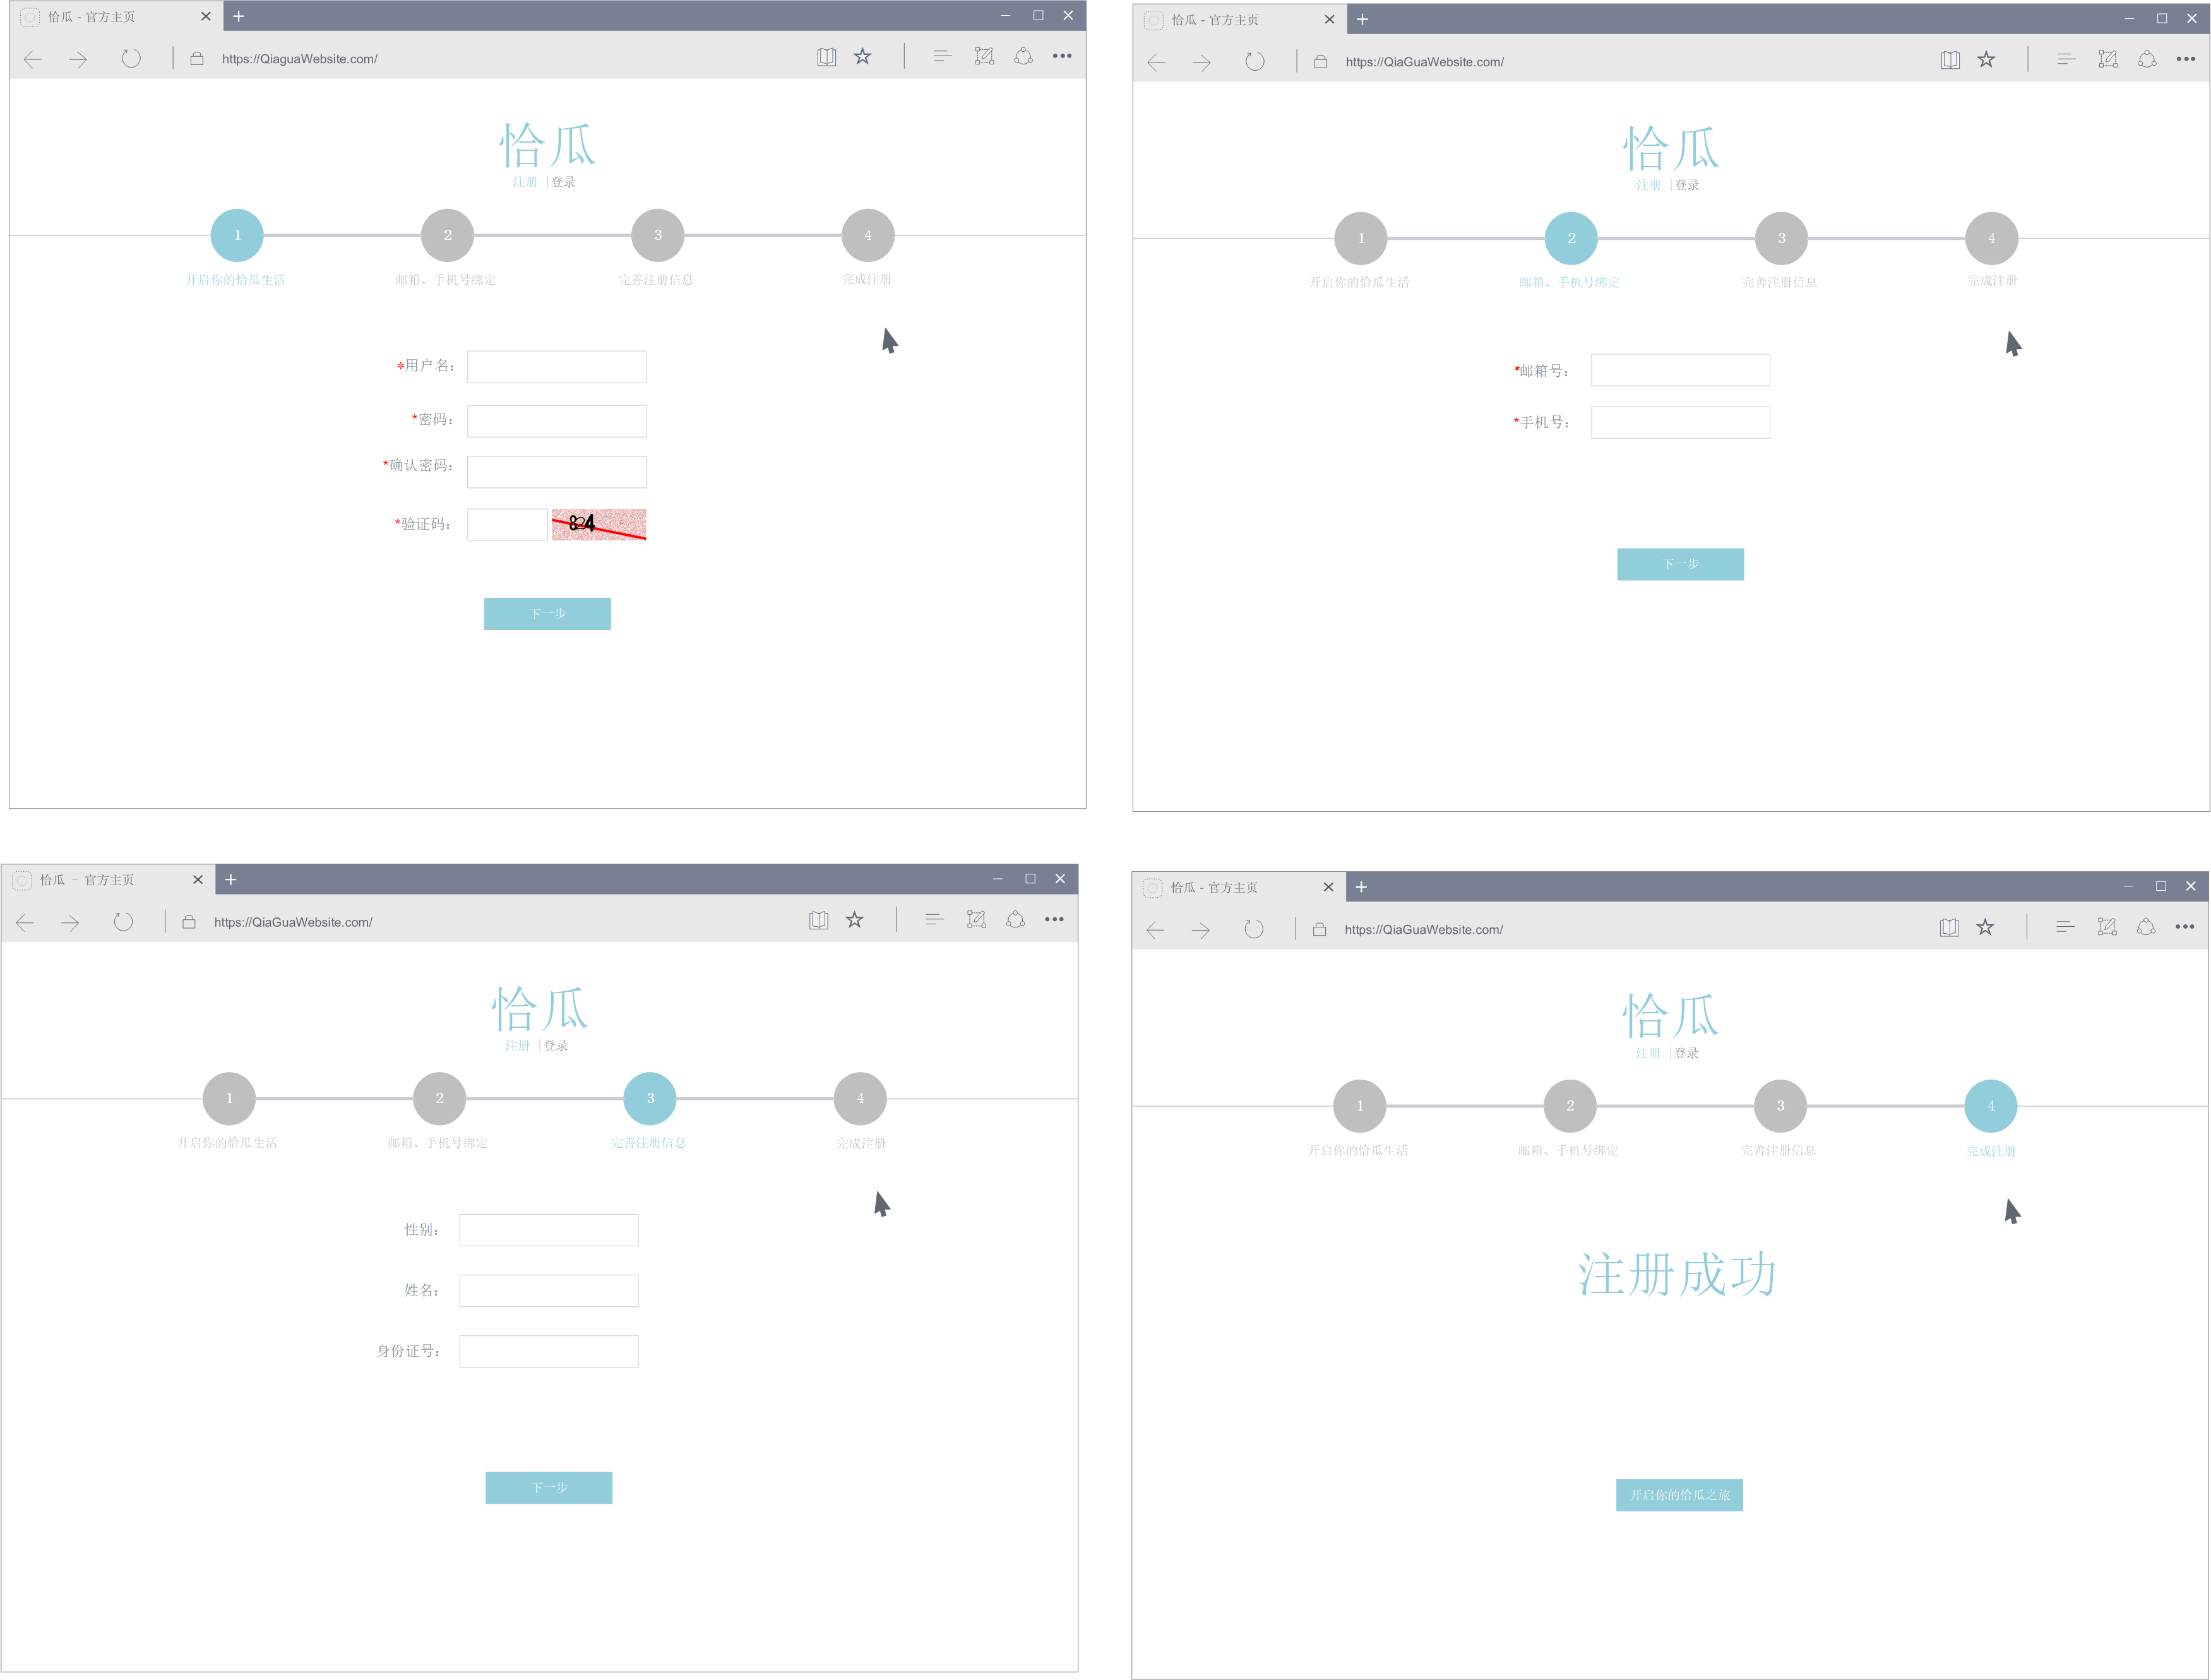 恰瓜 - 官方主页
https://QiaguaWebsite.com/
恰瓜
注册 |登录
1 2 3 4
开启你的恰瓜生活 邮箱、手机号绑定 完善注册信息 完成注册
*用户名：
*密码：
*确认密码：
*验证码： 824
下一步
恰瓜 - 官方主页
https://QiaGuaWebsite.com/
恰瓜
注册 |登录
1 2 3 4
开启你的恰瓜生活 邮箱、手机号绑定 完善注册信息 完成注册
*邮箱号：
*手机号：
下一步
恰瓜 - 官方主页
https://QiaGuaWebsite.com/
恰瓜
注册 |登录
1 2 3 4
开启你的恰瓜生活 邮箱、手机号绑定 完善注册信息 完成注册
性别：
姓名：
身份证号：
下一步
恰瓜 - 官方主页
https://QiaGuaWebsite.com/
恰瓜
注册 |登录
1 2 3 4
开启你的恰瓜生活 邮箱、手机号绑定 完善注册信息 完成注册
注册成功
开启你的恰瓜之旅